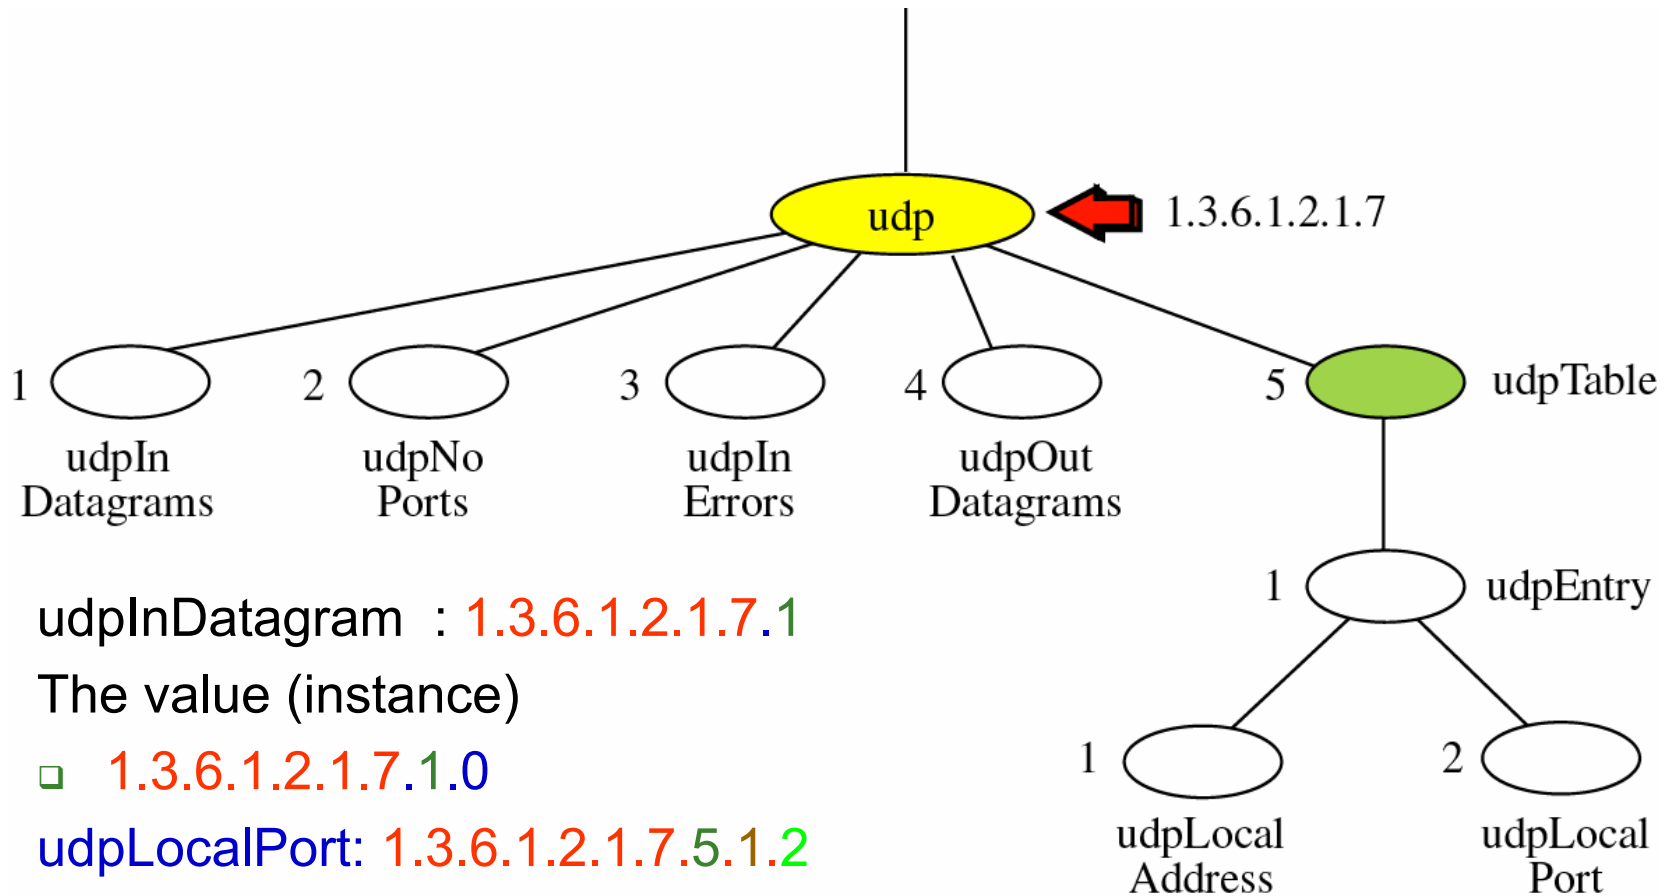 udp
1.3.6.1.2.1.7
1
2
3
4
5
udpTable
udpIn
Datagrams
udpNo
Ports
udpIn
Errors
udpOut
Datagrams
1
udpEntry
udpInDatagram : 1.3.6.1.2.1.7.1
The value (instance)
1.3.6.1.2.1.7.1.0
udpLocalPort: 1.3.6.1.2.1.7.5.1.2
1
2
udpLocal
Address
udpLocal
Port